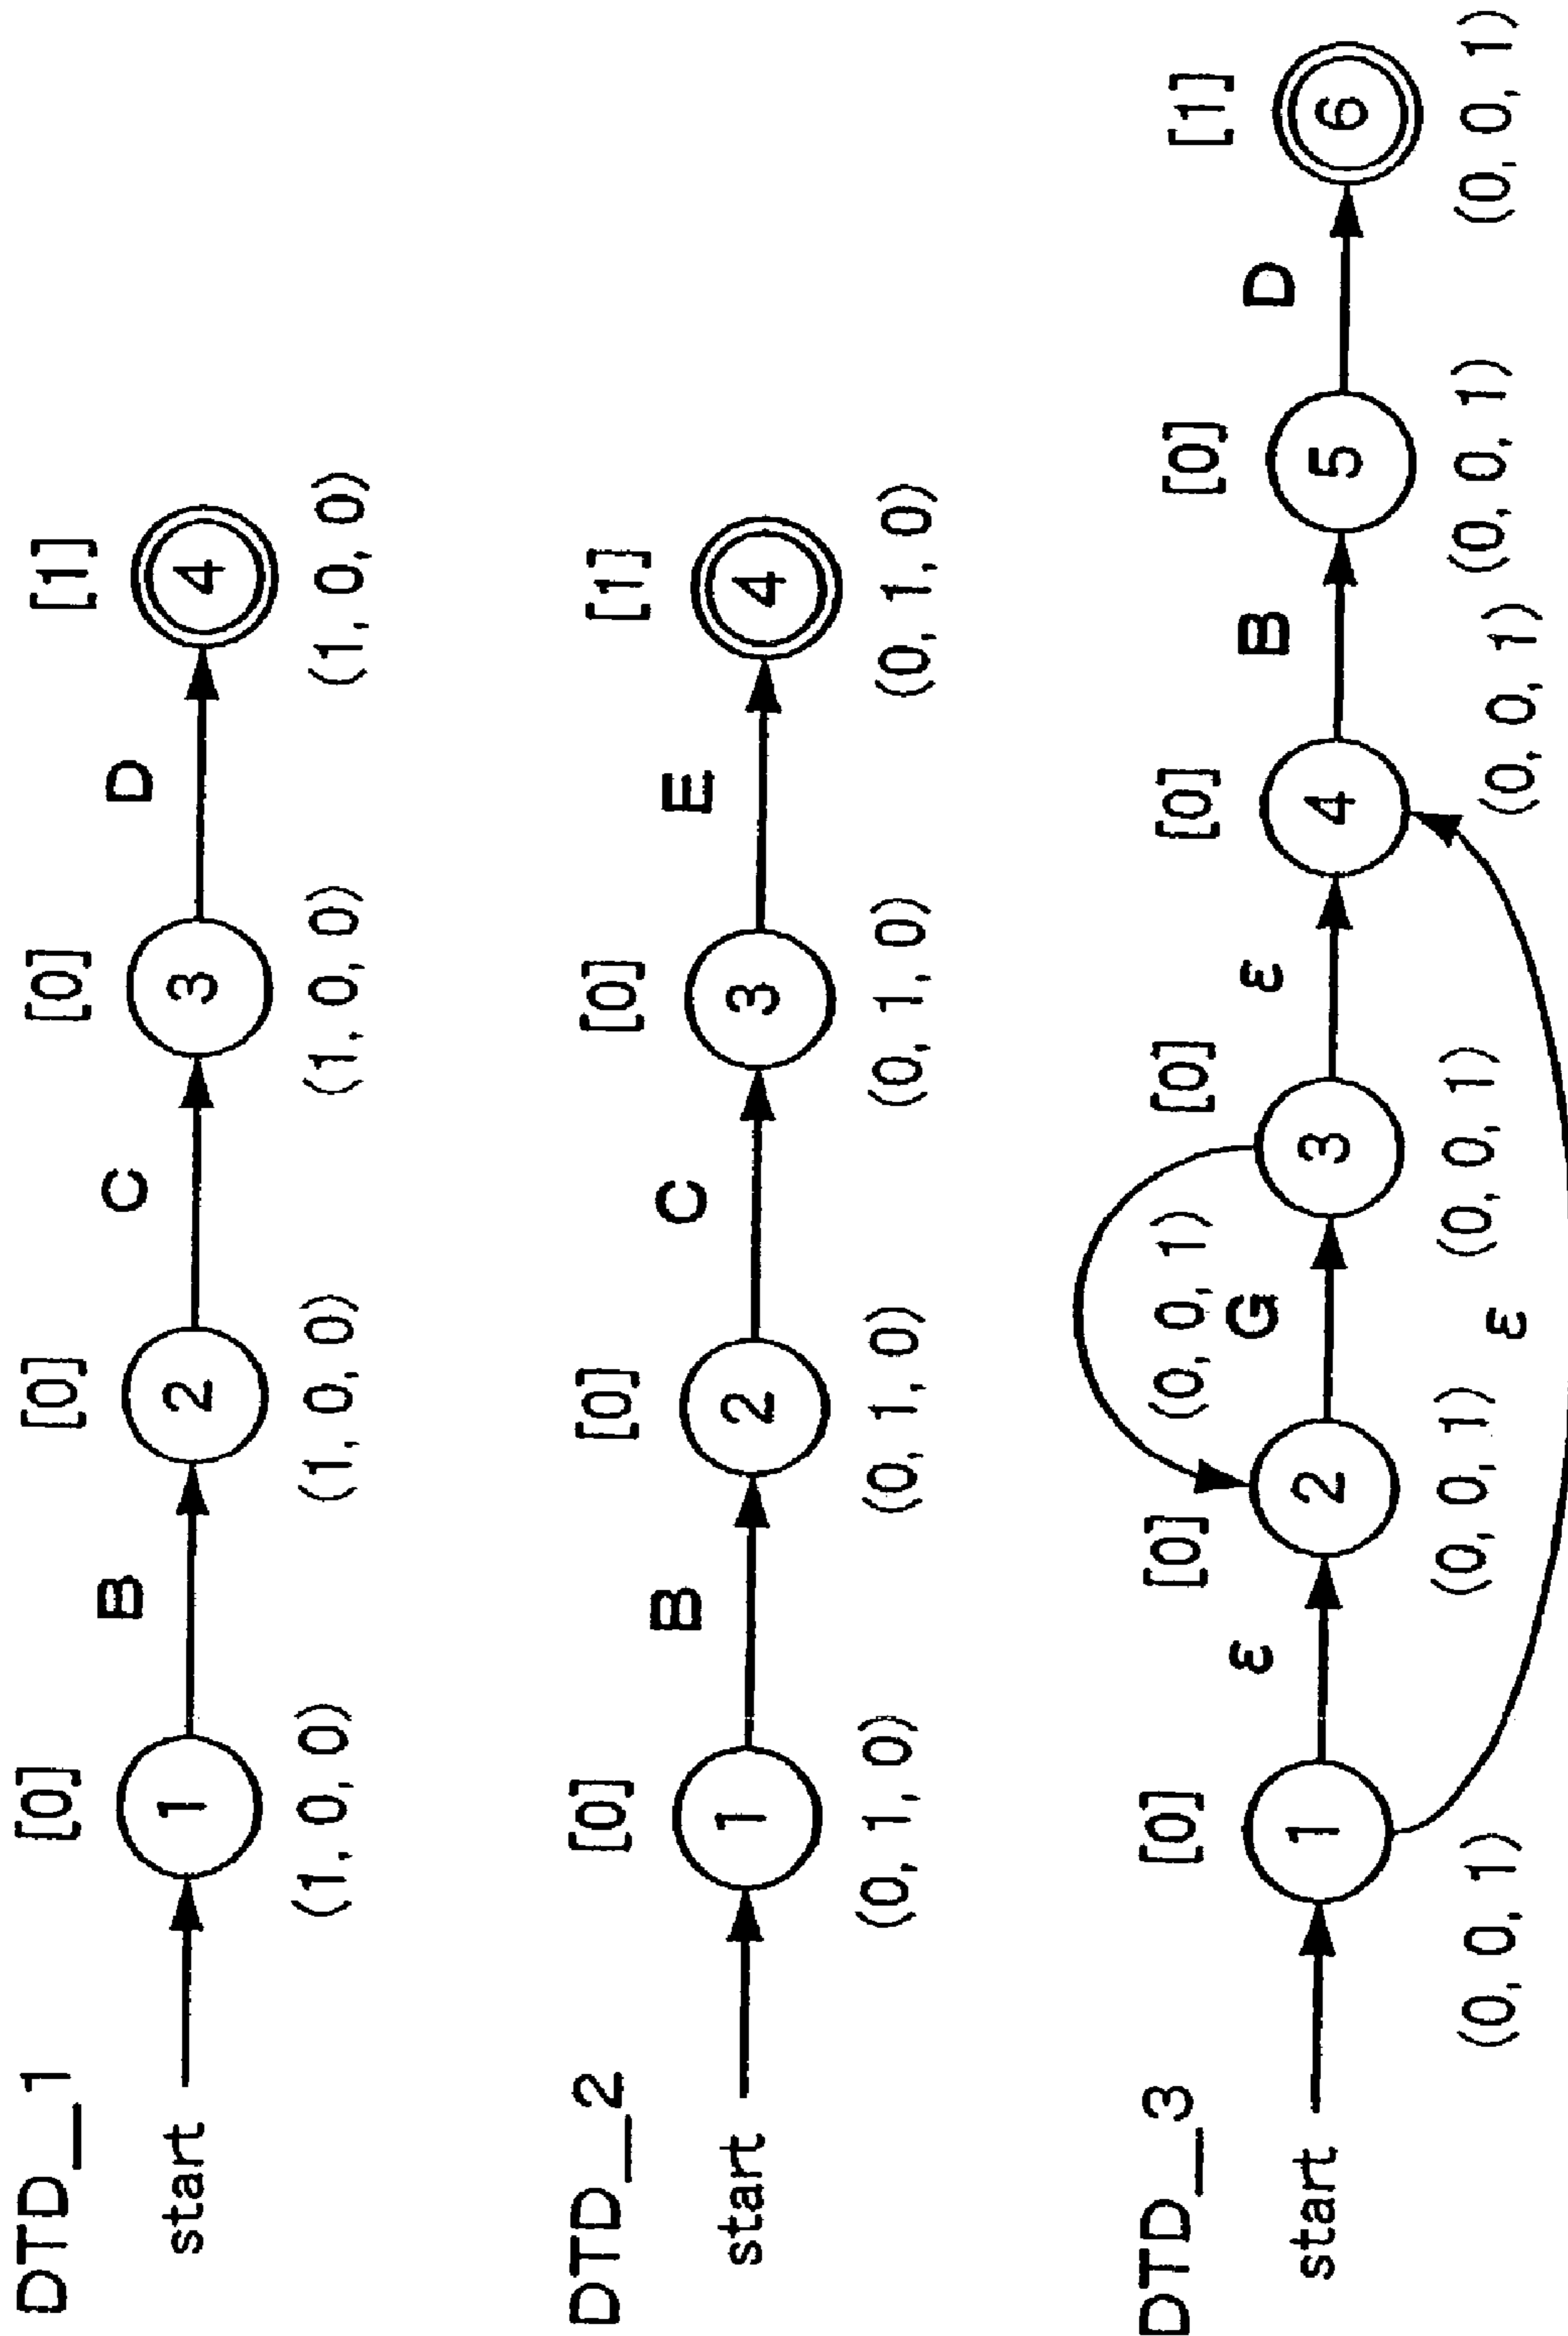 DTD_1
[0] [0] [0] [1]
start 1 B 2 C 3 D 4
(1, 0, 0) (1, 0, 0) (1, 0, 0) (1, 0, 0)
DTD_2
[0] [0] [0] [1]
start 1 B 2 C 3 E 4
(0, 1, 0) (0, 1, 0) (0, 1, 0) (0, 1, 0)
DTD_3
(0, 0, 1)
[0] [0] [0] [0] [0] [1]
start 1 ε 2 G 3 ε 4 B 5 D 6
(0, 0, 1) (0, 0, 1) (0, 0, 1) (0, 0, 1) (0, 0, 1) (0, 0, 1)
ε